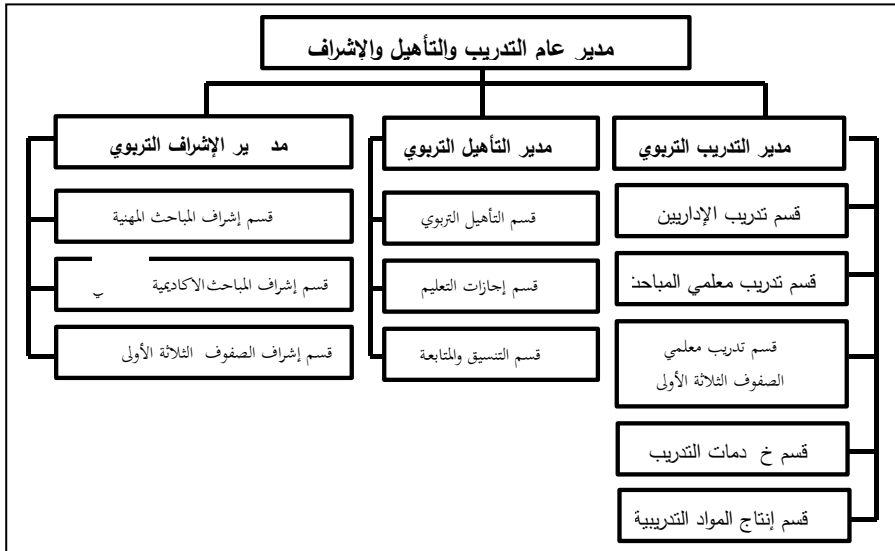 مدير عام التدريب والتأهيل والإشراف
مدير التدريب التربوي
مدير التأهيل التربوي
مد ير الإشراف التربوي
قسم تدريب الإداريين
قسم التأهيل التربوي
قسم إشراف المباحث المهنية
قسم تدريب معلمي المباحث
قسم إجازات التعليم
قسم إشراف المباحث الاكاديمية
قسم تدريب معلمي
الصفوف الثلاثة الأولى
قسم التنسيق والمتابعة
قسم إشراف الصفوف الثلاثة الأولى
قسم خ دمات التدريب
قسم إنتاج المواد التدريبية